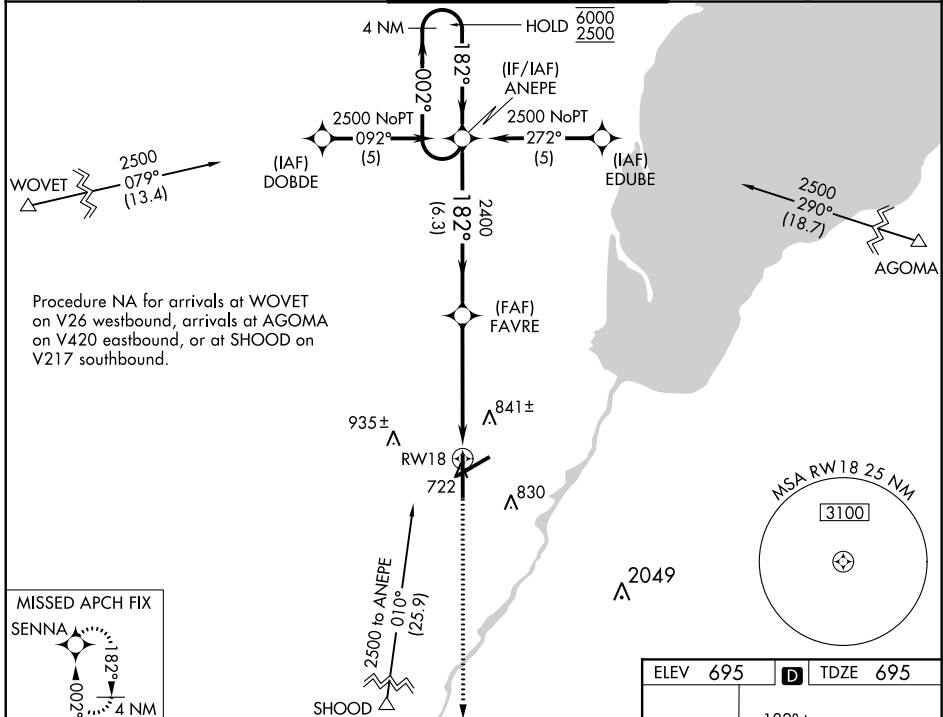 4 NM
HOLD 6000
2500
182°
002°
(IF/IAF)
ANEPE
2500 NoPT
092°
(5)
2500 NoPT
272°
(5)
(IAF)
DOBDE
(IAF)
EDUBE
WOVET
2500
079°
(13.4)
2400
182°
(6.3)
2500
290°
(18.7)
AGOMA
Procedure NA for arrivals at WOVET
on V26 westbound, arrivals at AGOMA
on V420 eastbound, or at SHOOD on
V217 southbound.
(FAF)
FAVRE
935±
841±
RW18
722
830
MSA RW18 25 NM
3100
2049
2500 to ANEPE
010°
(25.9)
SHOOD
MISSED APCH FIX
SENNA
182°
002°
4 NM
ELEV 695 D TDZE 695